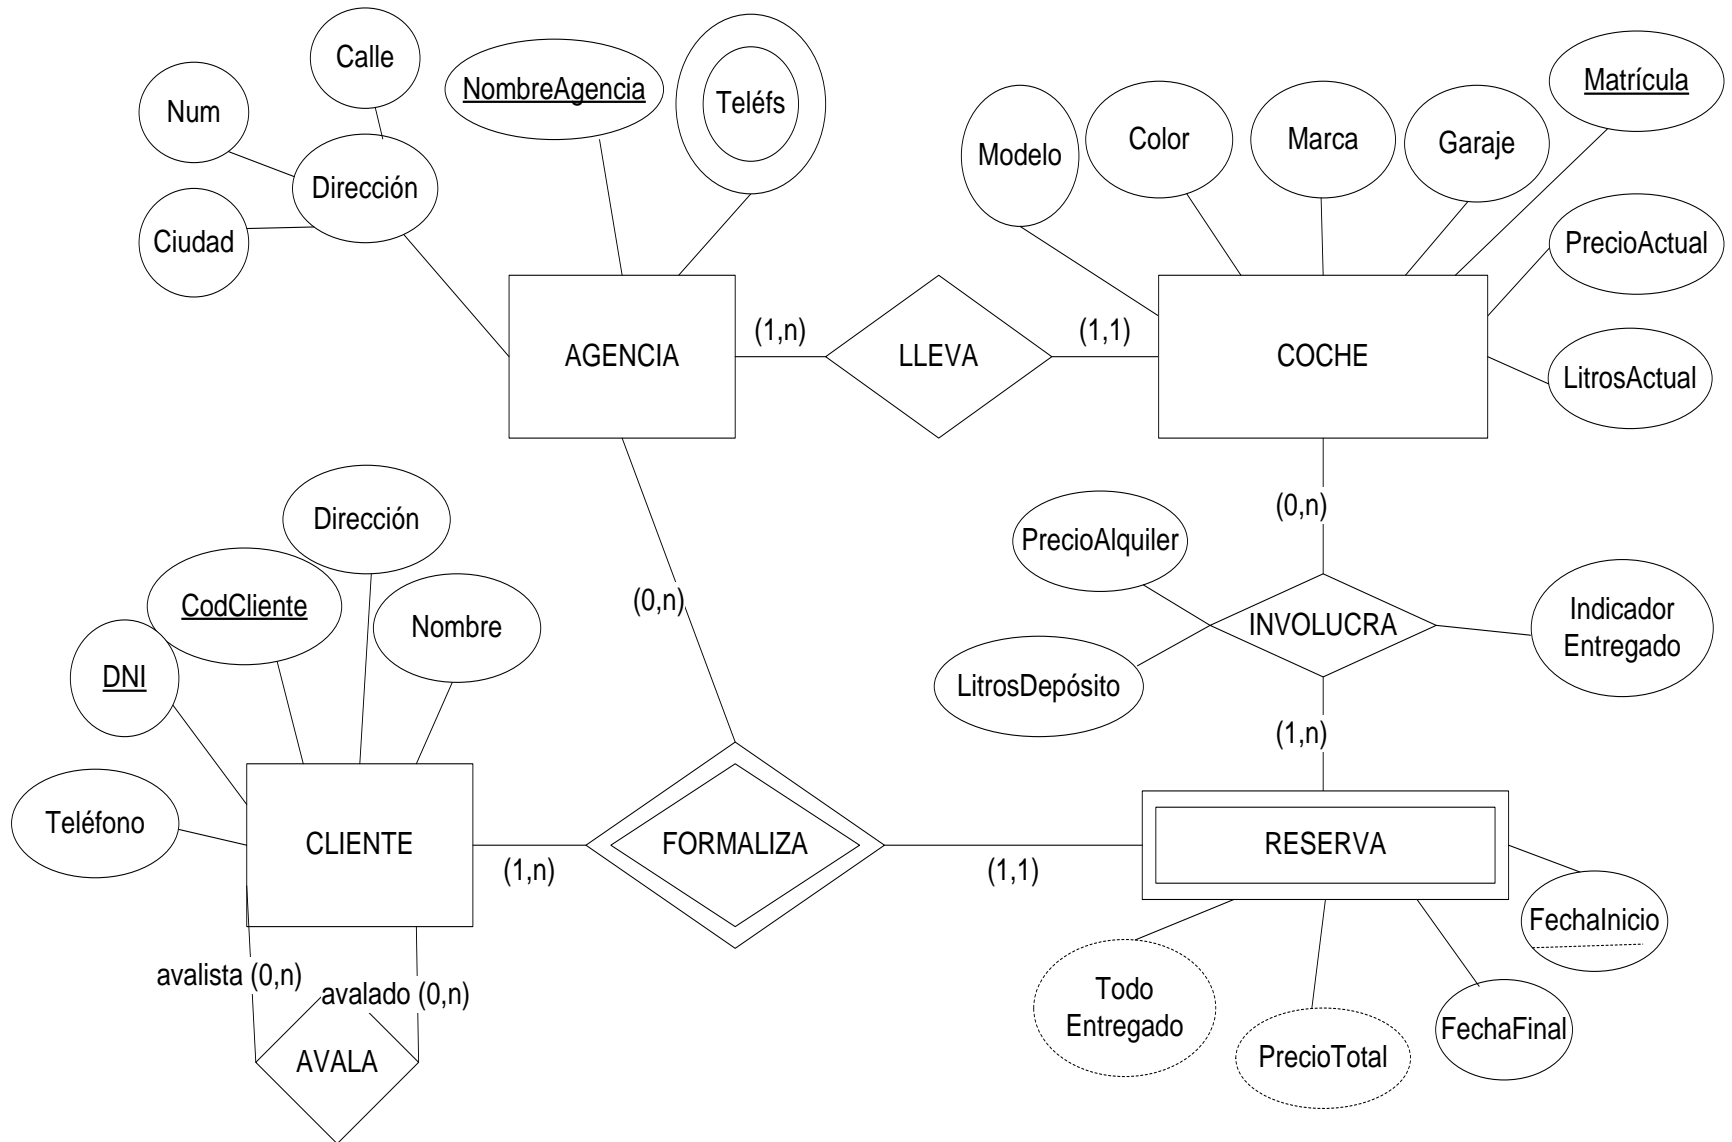 Calle
Num
Ciudad
Dirección
NombreAgencia
Teléfs
Modelo
Color
Marca
Garaje
Matrícula
PrecioActual
LitrosActual
AGENCIA
(1,n)
LLEVA
(1,1)
COCHE
(0,n)
PrecioAlquiler
LitrosDepósito
INVOLUCRA
Indicador
Entregado
(1,n)
Dirección
CodCliente
Nombre
DNI
Teléfono
(0,n)
CLIENTE
(1,n)
FORMALIZA
(1,1)
RESERVA
FechaInicio
FechaFinal
PrecioTotal
Todo
Entregado
avalista (0,n)
avalado (0,n)
AVALA